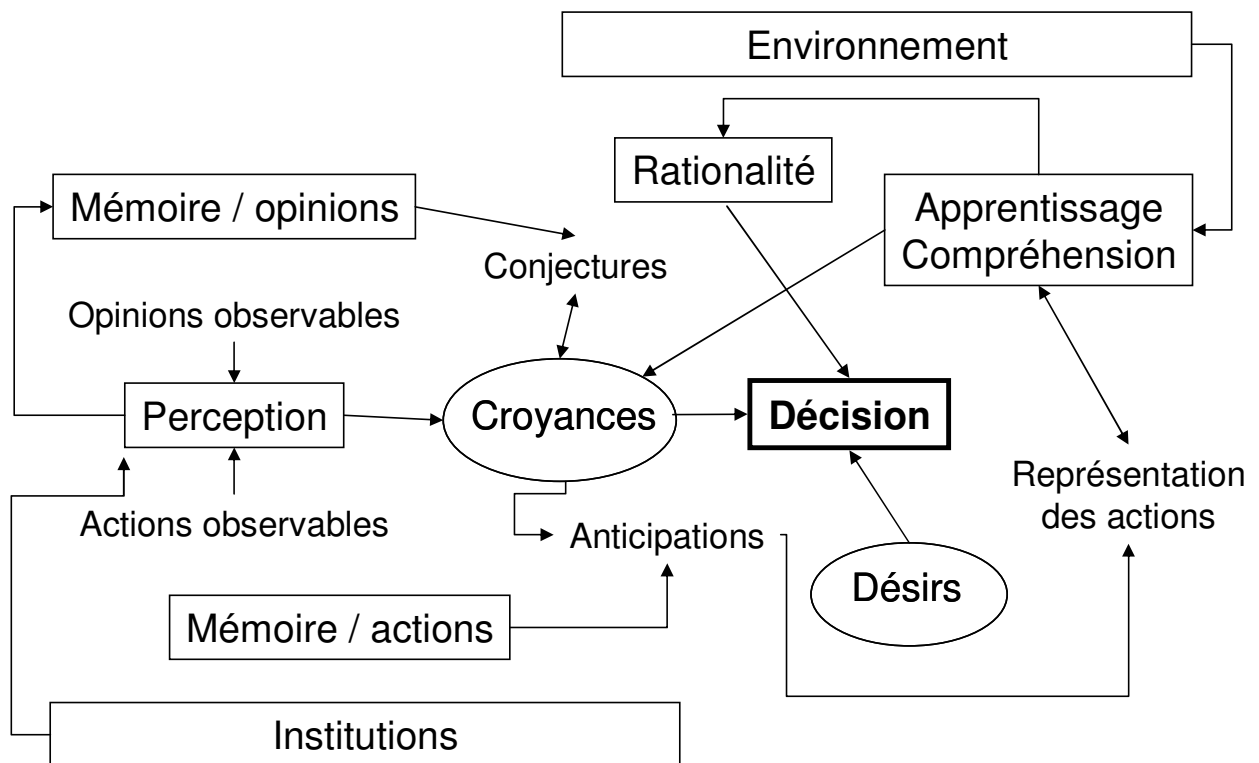 Environnement
Rationalité
Mémoire / opinions
Apprentissage
Compréhension
Conjectures
Opinions observables
Perception
Croyances
Décision
Actions observables
Représentation
des actions
Anticipations
Désirs
Mémoire / actions
Institutions